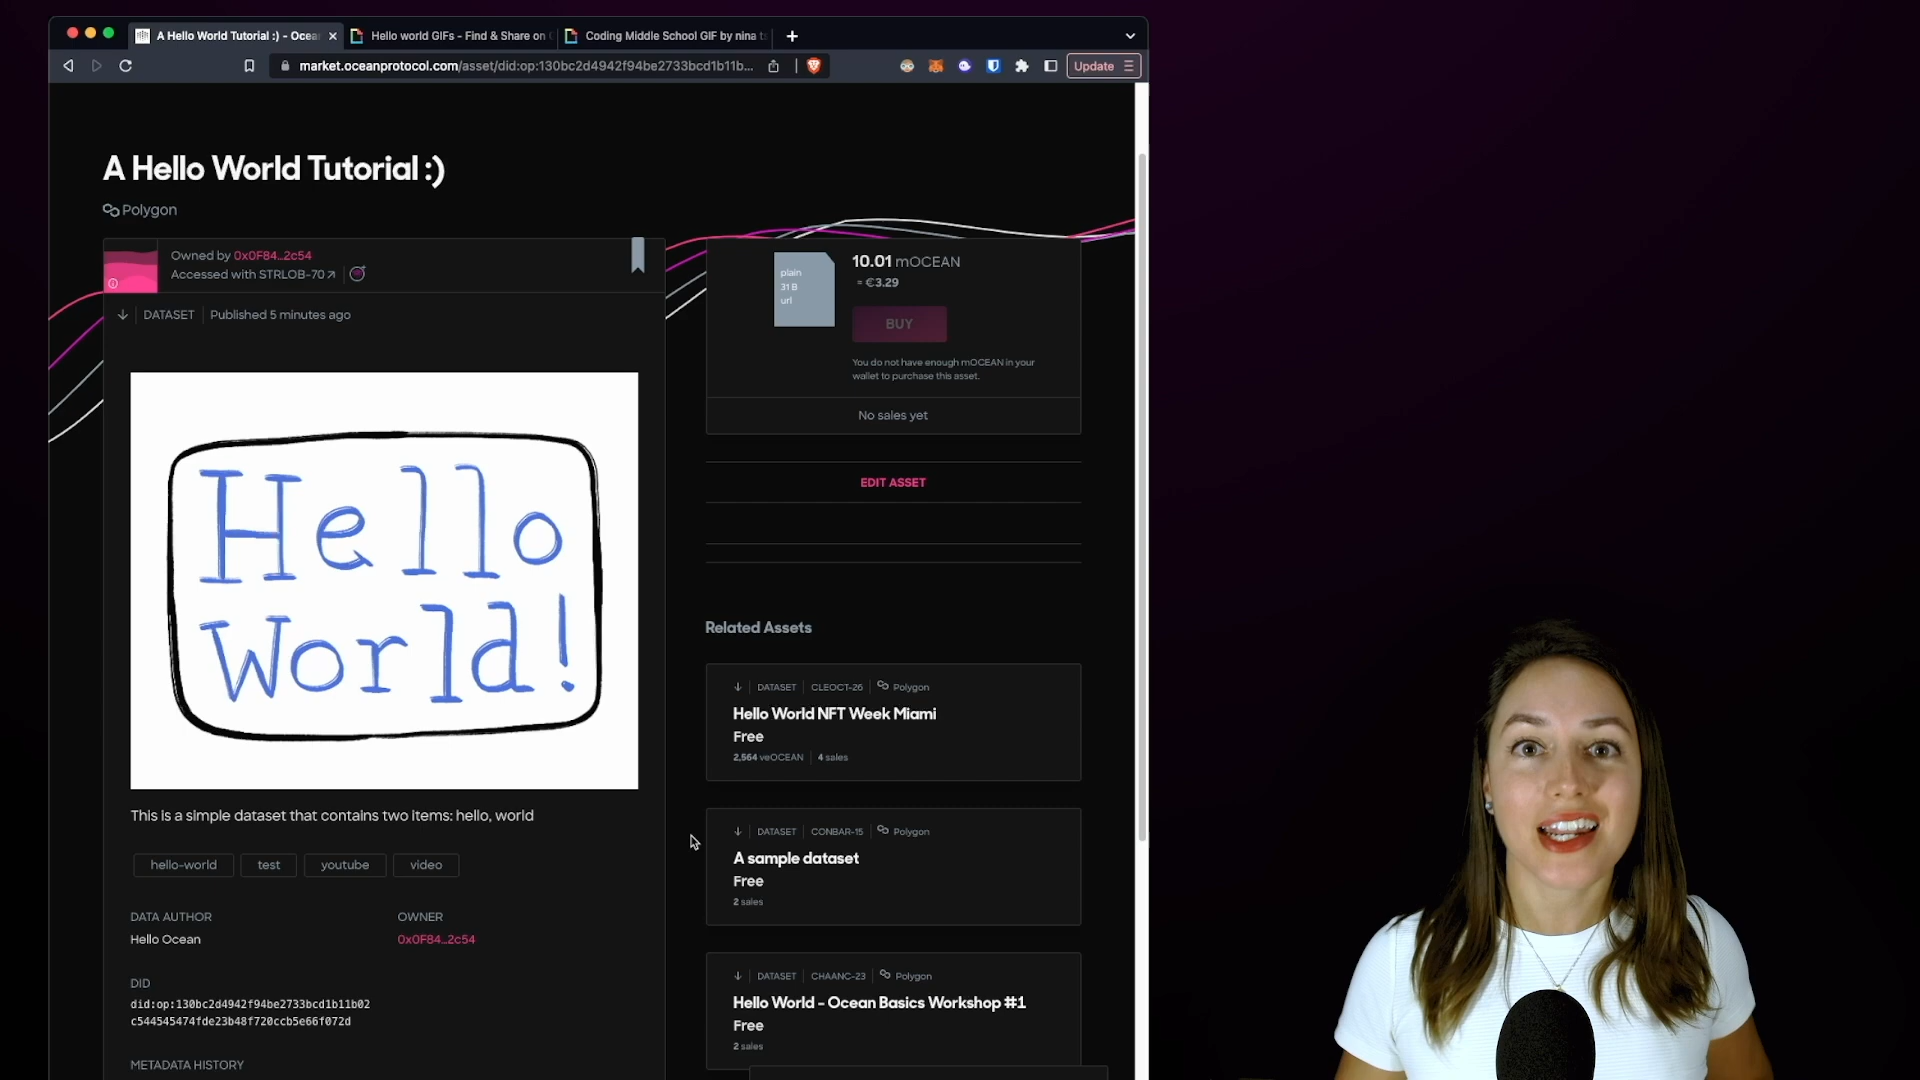 A Hello World Tutorial :) - Ocea
Hello world GIFs - Find & Share on
Coding Middle School GIF by nina
market.oceanprotocol.com/asset/did:op:130bc2d4942f94be2733bcd1b11b...
Update
A Hello World Tutorial :)
Polygon
Owned by 0x0F84...2c54
Accessed with STRLOB-70
DATASET Published 5 minutes ago
Hello
World!
This is a simple dataset that contains two items: hello, world
hello-world test youtube video
DATA AUTHOR
Hello Ocean
OWNER
0x0F84...2c54
DID
did:op:130bc2d4942f94be2733bcd1b11b02
c544545474fde23b48f720ccb5e66f072d
METADATA HISTORY
plain
31 B
url
10.01 mOCEAN
= €3.29
BUY
You do not have enough mOCEAN in your
wallet to purchase this asset.
No sales yet
EDIT ASSET
Related Assets
DATASET CLEOCT-26 Polygon
Hello World NFT Week Miami
Free
2,564 veOCEAN 4 sales
DATASET CONBAR-15 Polygon
A sample dataset
Free
2 sales
DATASET CHAANC-23 Polygon
Hello World - Ocean Basics Workshop #1
Free
2 sales